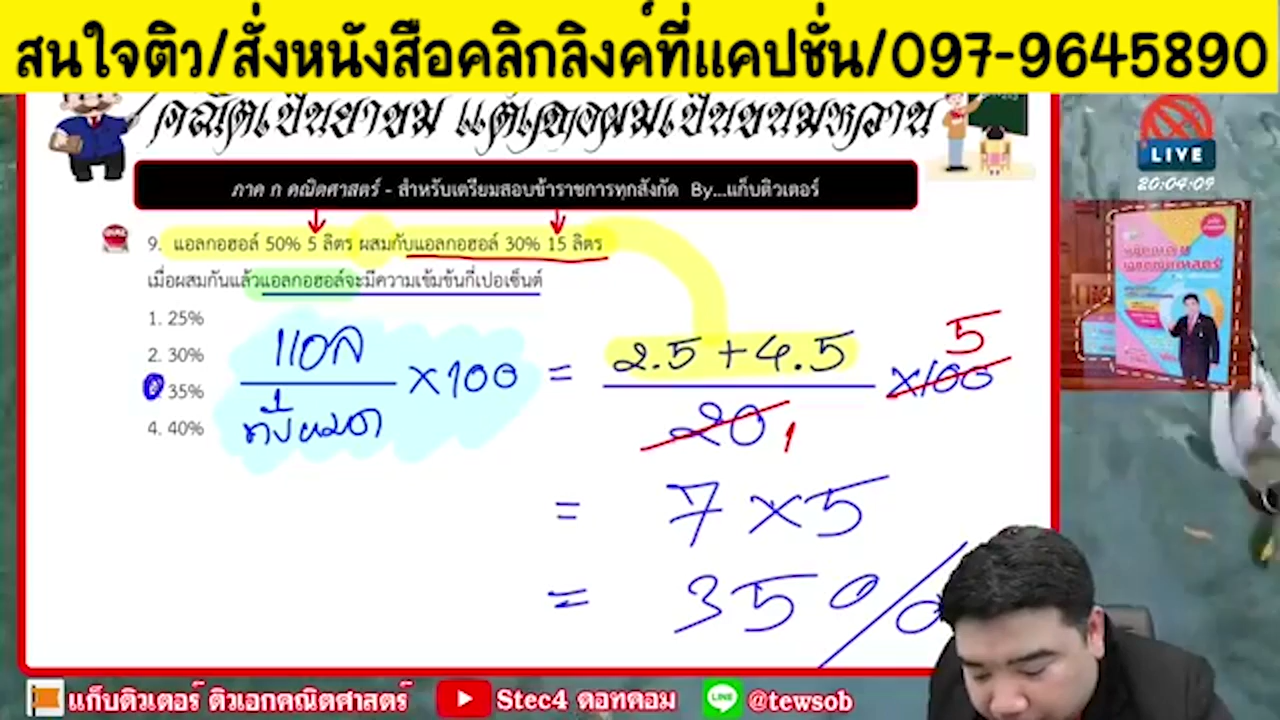 สนใจติว/สั่งหนังสือคลิกลิงค์ที่แคปชั่น/097-9645890
คณิตเป็นยาขม แต่เจอผมเป็นขนมหวาน
LIVE
20:04:09
ภาค ก คณิตศาสตร์ - สำหรับเตรียมสอบข้าราชการทุกสังกัด By...แก็บติวเตอร์
9. แอลกอฮอล์ 50% 5 ลิตร ผสมกับแอลกอฮอล์ 30% 15 ลิตร
เมื่อผสมกันแล้วแอลกอฮอล์จะมีความเข้มข้นกี่เปอเซ็นต์
1. 25%
2. 30%
35%
4. 40%
แอล
ทั้งหมด
×100
=
2.5+4.5
20 1
×100
5
= 7×5
= 35%
แก็บติวเตอร์ ติวเอกคณิตศาสตร์
Stec4 ดอทคอม
LINE
@tewsob